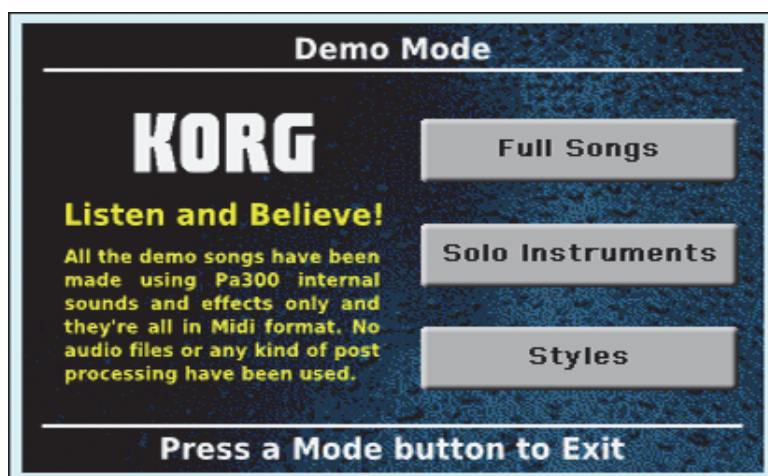 Demo Mode
KORG
Listen and Believe!
All the demo songs have been
made using Pa300 internal
sounds and effects only and
they're all in Midi format. No
audio files or any kind of post
processing have been used.
Full Songs
Solo Instruments
Styles
Press a Mode button to Exit